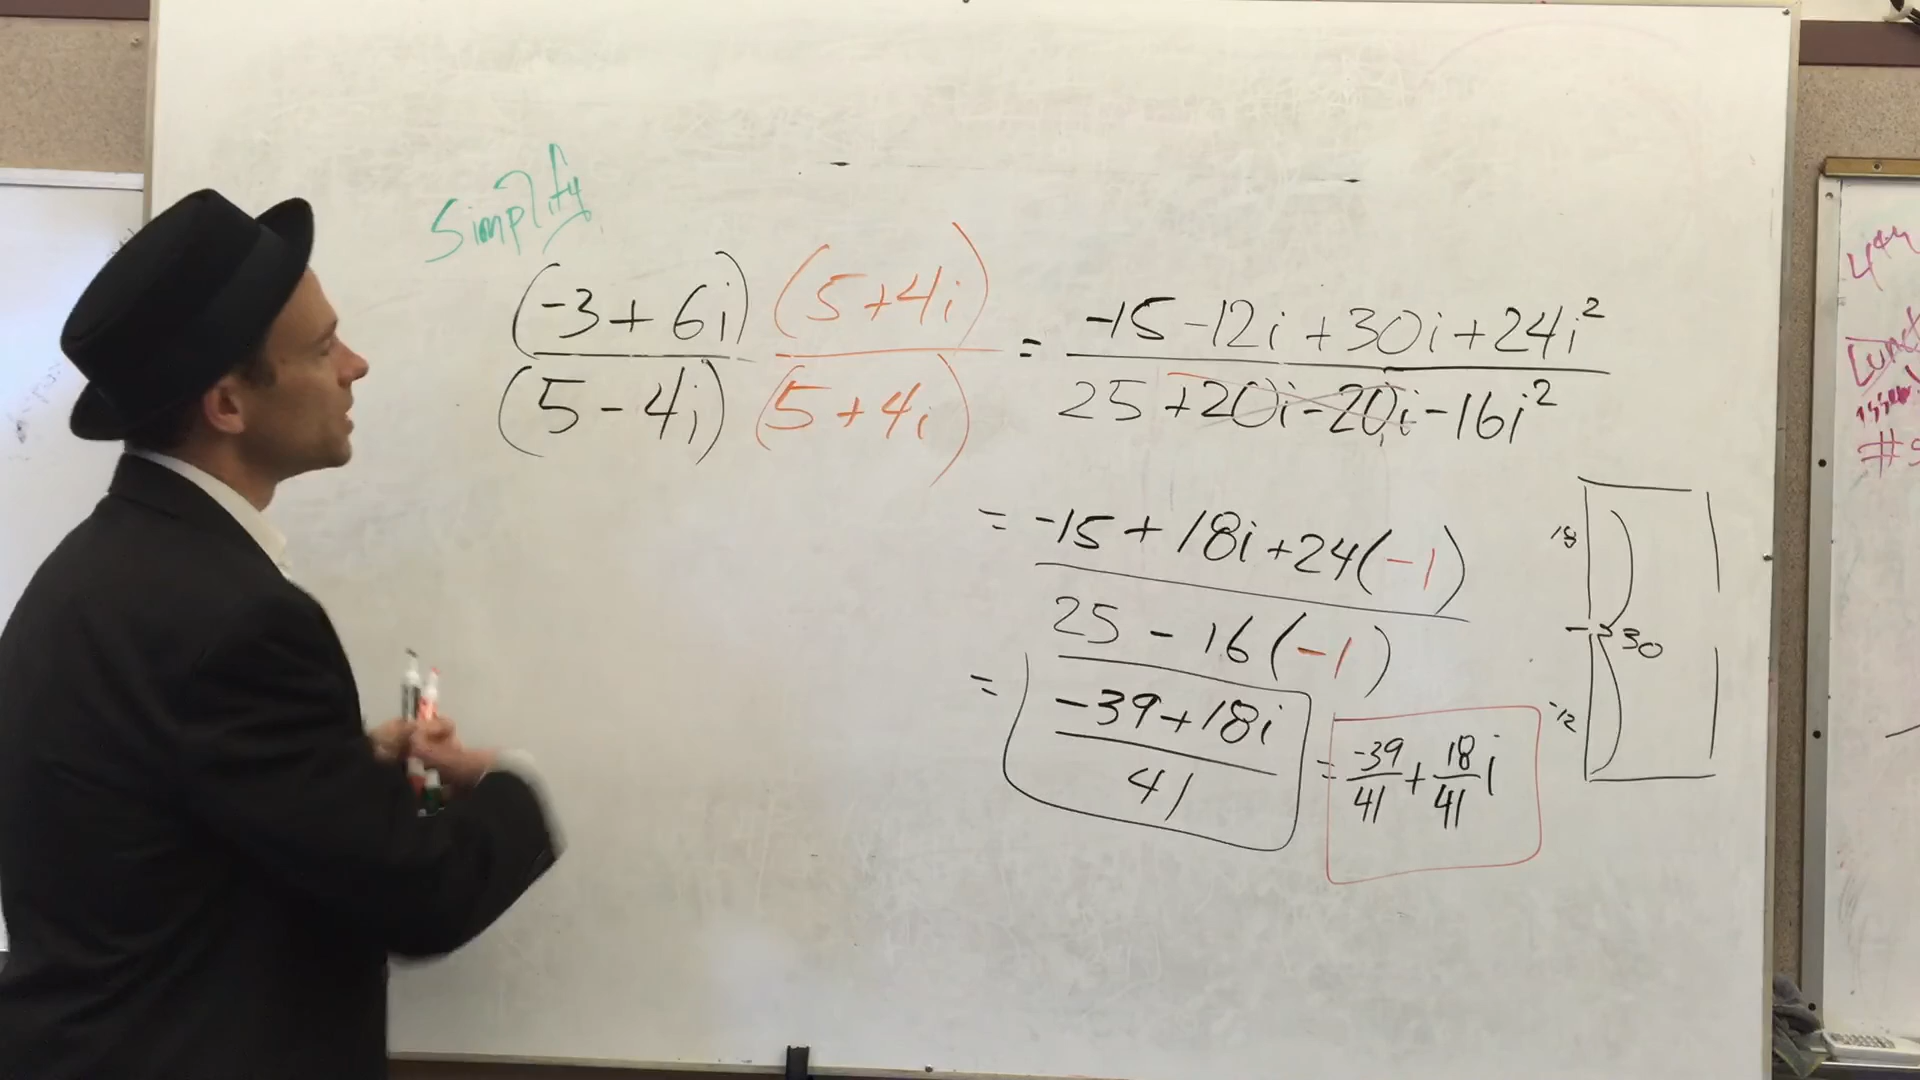 Simplify
(-3+6i)/(5-4i) (5+4i)/(5+4i) = (-15-12i+30i+24i²)/(25+20i-20i-16i²)
= (-15+18i+24(-1))/(25-16(-1))
= (-39+18i)/41 = -39/41 + 18/41 i
18
30
-12
4th
#